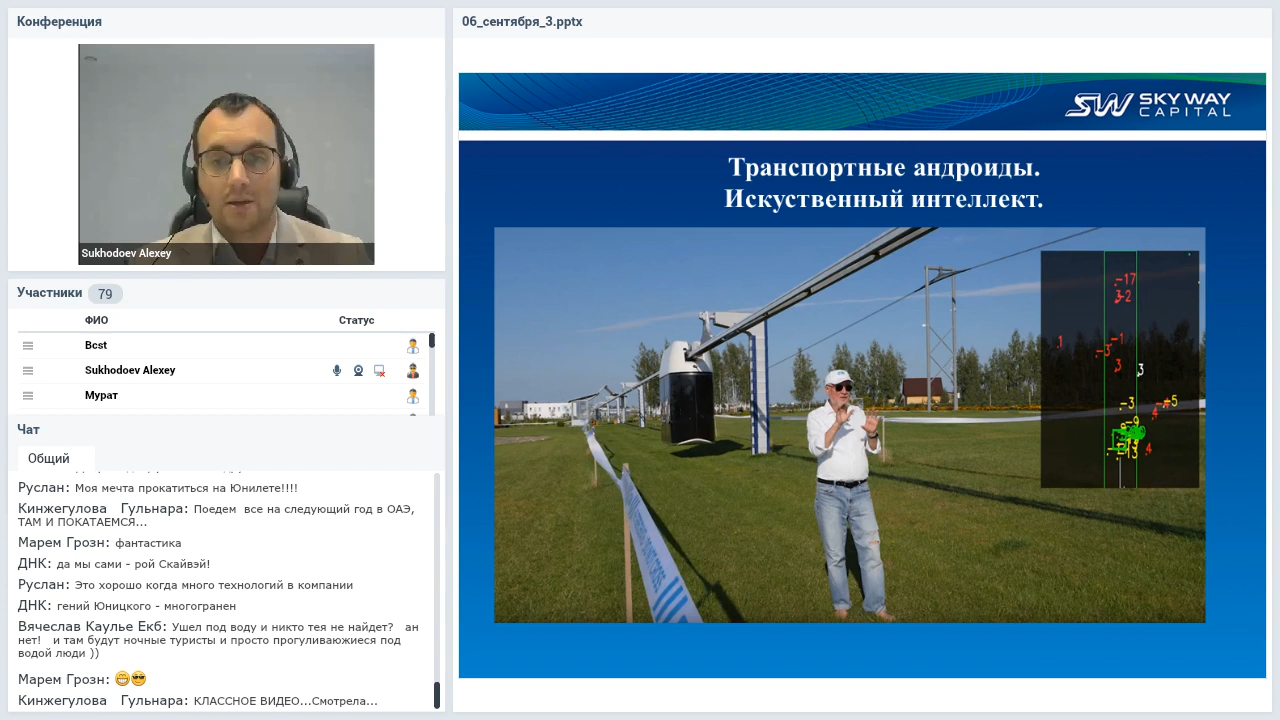 Конференция
Sukhodoev Alexey
Участники 79
ФИО Статус
Bcst
Sukhodoev Alexey
Мурат
Чат
Общий
Руслан: Моя мечта прокатиться на Юнилете!!!!
Кинжегулова Гульнара: Поедем все на следующий год в ОАЭ,
ТАМ И ПОКАТАЕМСЯ...
Марем Грозн: фантастика
ДНК: да мы сами - рой Скайвэй!
Руслан: Это хорошо когда много технологий в компании
ДНК: гений Юницкого - многогранен
Вячеслав Каулье Екб: Ушел под воду и никто тея не найдет? ан
нет! и там будут ночные туристы и просто прогуливаюжиеся под
водой люди ))
Марем Грозн:
Кинжегулова Гульнара: КЛАССНОЕ ВИДЕО...Смотрела...
06_сентября_3.pptx
SW SKY WAY
CAPITAL
Транспортные андроиды.
Искуственный интеллект.